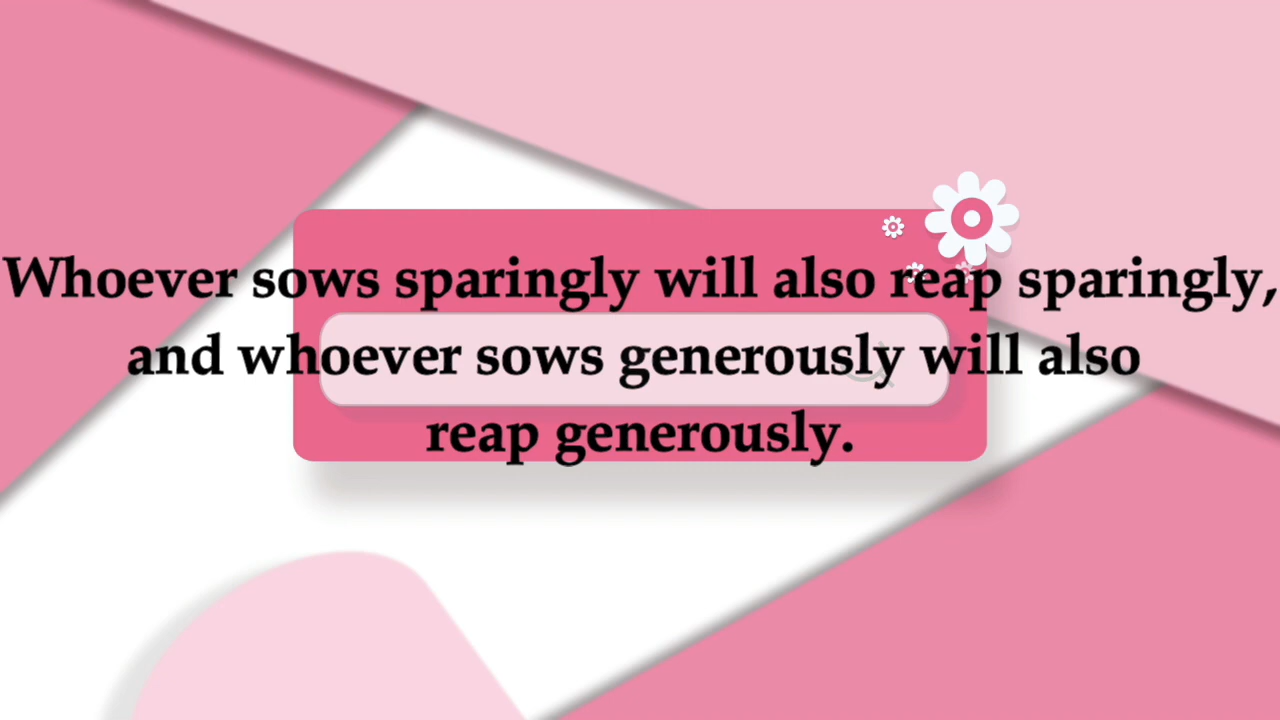 Whoever sows sparingly will also reap sparingly,
and whoever sows generously will also
reap generously.